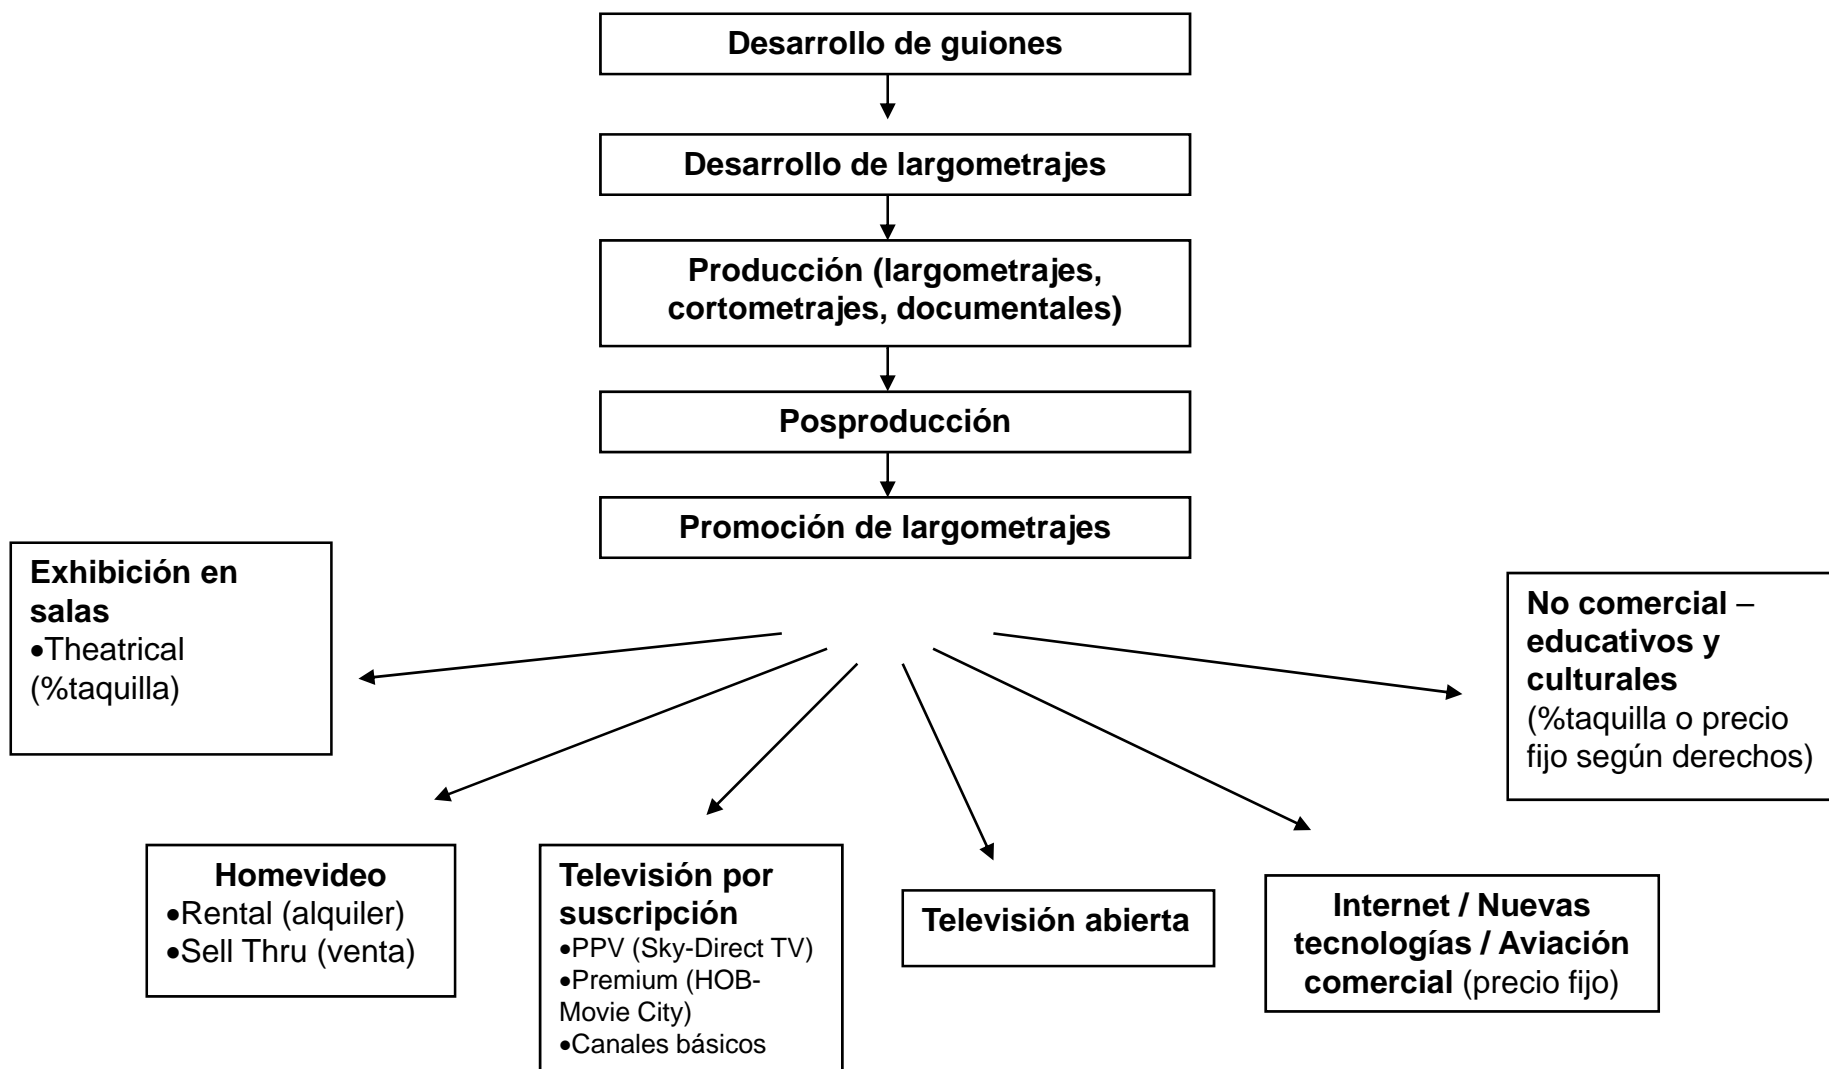 Desarrollo de guiones
Desarrollo de largometrajes
Producción (largometrajes,
cortometrajes, documentales)
Posproducción
Promoción de largometrajes
Exhibición en
salas
•Theatrical
(%taquilla)
No comercial –
educativos y
culturales
(%taquilla o precio
fijo según derechos)
Homevideo
•Rental (alquiler)
•Sell Thru (venta)
Televisión por
suscripción
•PPV (Sky-Direct TV)
•Premium (HOB-
Movie City)
•Canales básicos
Televisión abierta
Internet / Nuevas
tecnologías / Aviación
comercial (precio fijo)